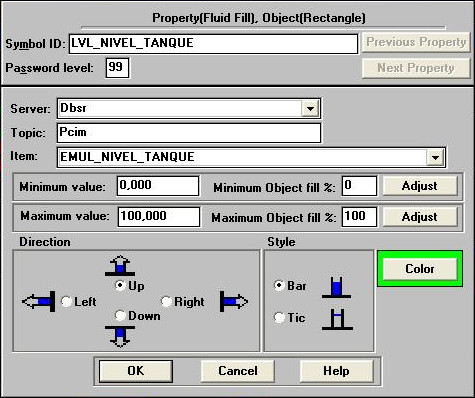 Property(Fluid Fill), Object(Rectangle)
Symbol ID: LVL_NIVEL_TANQUE Previous Property
Password level: 99 Next Property
Server: Dbsr
Topic: Pcim
Item: EMUL_NIVEL_TANQUE
Minimum value: 0,000 Minimum Object fill %: 0 Adjust
Maximum value: 100,000 Maximum Object fill %: 100 Adjust
Direction Style
Color
Up Bar
Left Right
Down Tic
OK Cancel Help